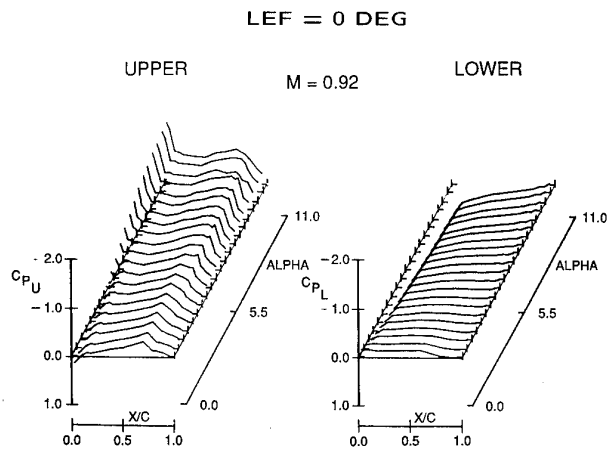 LEF = 0 DEG
UPPER
M = 0.92
LOWER
11.0
ALPHA
5.5
0.0
- 2.0
CPU
- 1.0
0.0
1.0
X/C
0.0 0.5 1.0
11.0
ALPHA
5.5
0.0
- 2.0
CPL
- 1.0
0.0
1.0
X/C
0.0 0.5 1.0